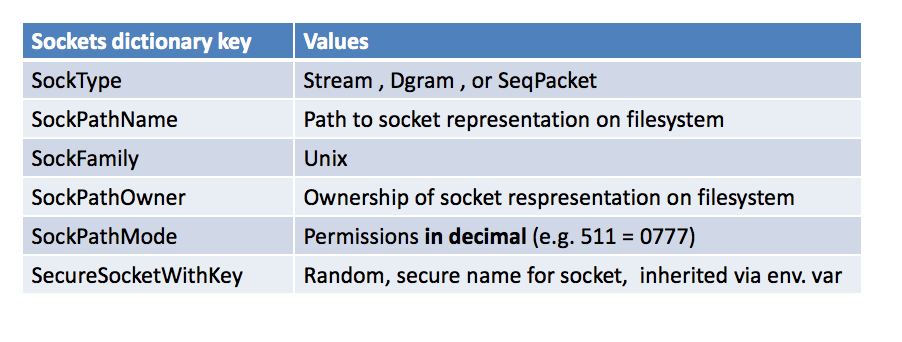 Sockets dictionary key Values
SockType Stream , Dgram , or SeqPacket
SockPathName Path to socket representation on filesystem
SockFamily Unix
SockPathOwner Ownership of socket respresentation on filesystem
SockPathMode Permissions in decimal (e.g. 511 = 0777)
SecureSocketWithKey Random, secure name for socket, inherited via env. var